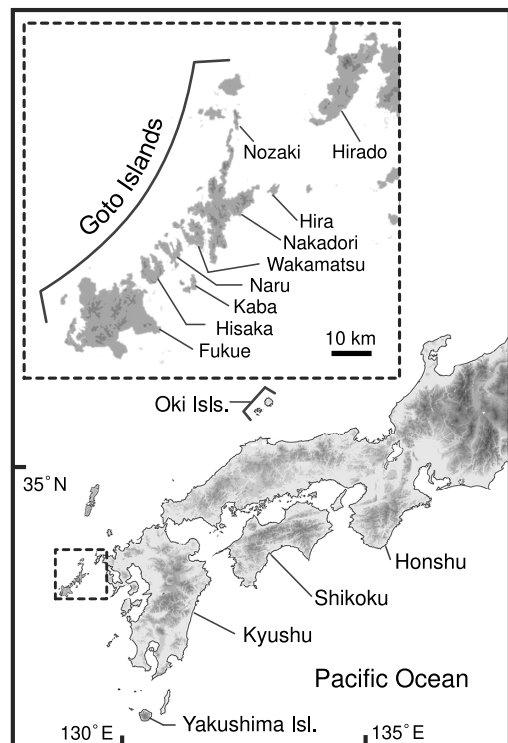 Goto Islands
Nozaki
Hirado
Hira
Nakadori
Wakamatsu
Naru
Kaba
Hisaka
Fukue
10 km
Oki Isls.
35°N
Honshu
Shikoku
Kyushu
Pacific Ocean
Yakushima Isl.
130°E
135°E